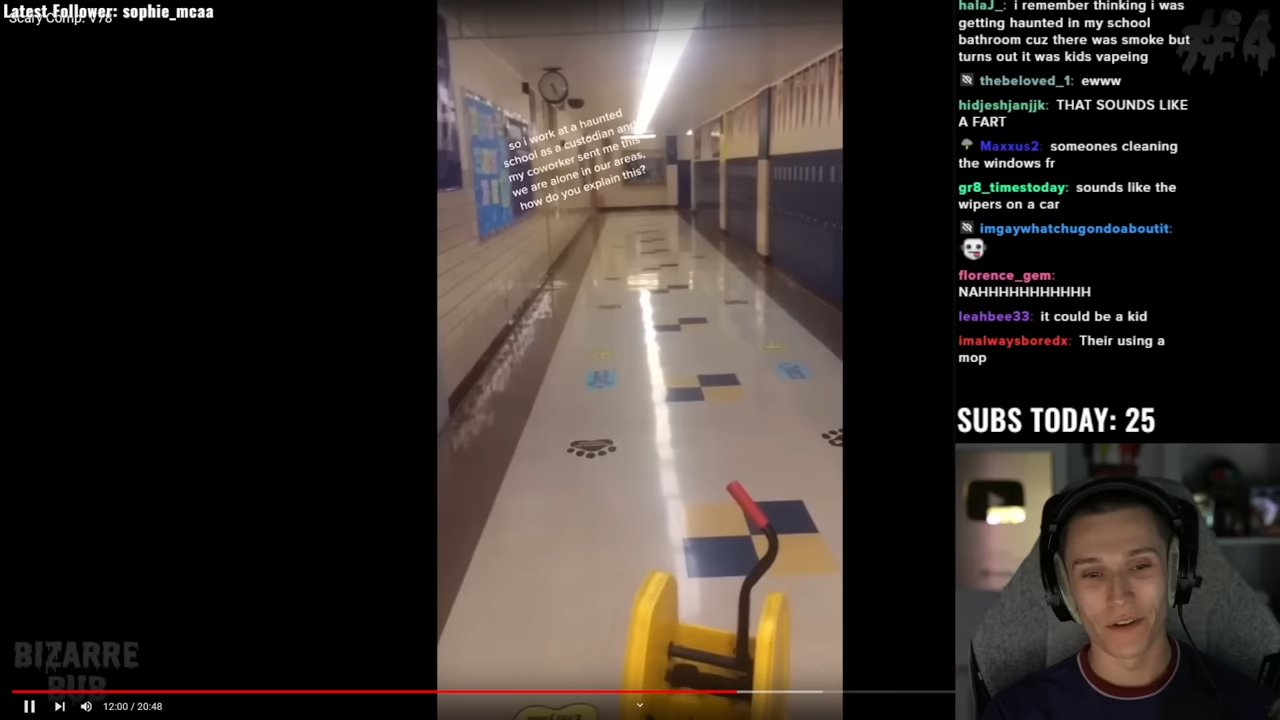 Latest Follower: sophie_mcaa
Scary Comp. V78
so i work at a haunted
school as a custodian and
my coworker sent me this
we are alone in our areas,
how do you explain this?
#4
halaJ_: i remember thinking i was
getting haunted in my school
bathroom cuz there was smoke but
turns out it was kids vapeing
thebeloved_1: ewww
hidjeshjanjjk: THAT SOUNDS LIKE
A FART
Maxxus2: someones cleaning
the windows fr
gr8_timestoday: sounds like the
wipers on a car
imgaywhatchugondoaboutit:
florence_gem:
NAHHHHHHHHHHH
leahbee33: it could be a kid
imalwaysboredx: Their using a
mop
SUBS TODAY: 25
BIZARRE
BUB
12:00 / 20:48